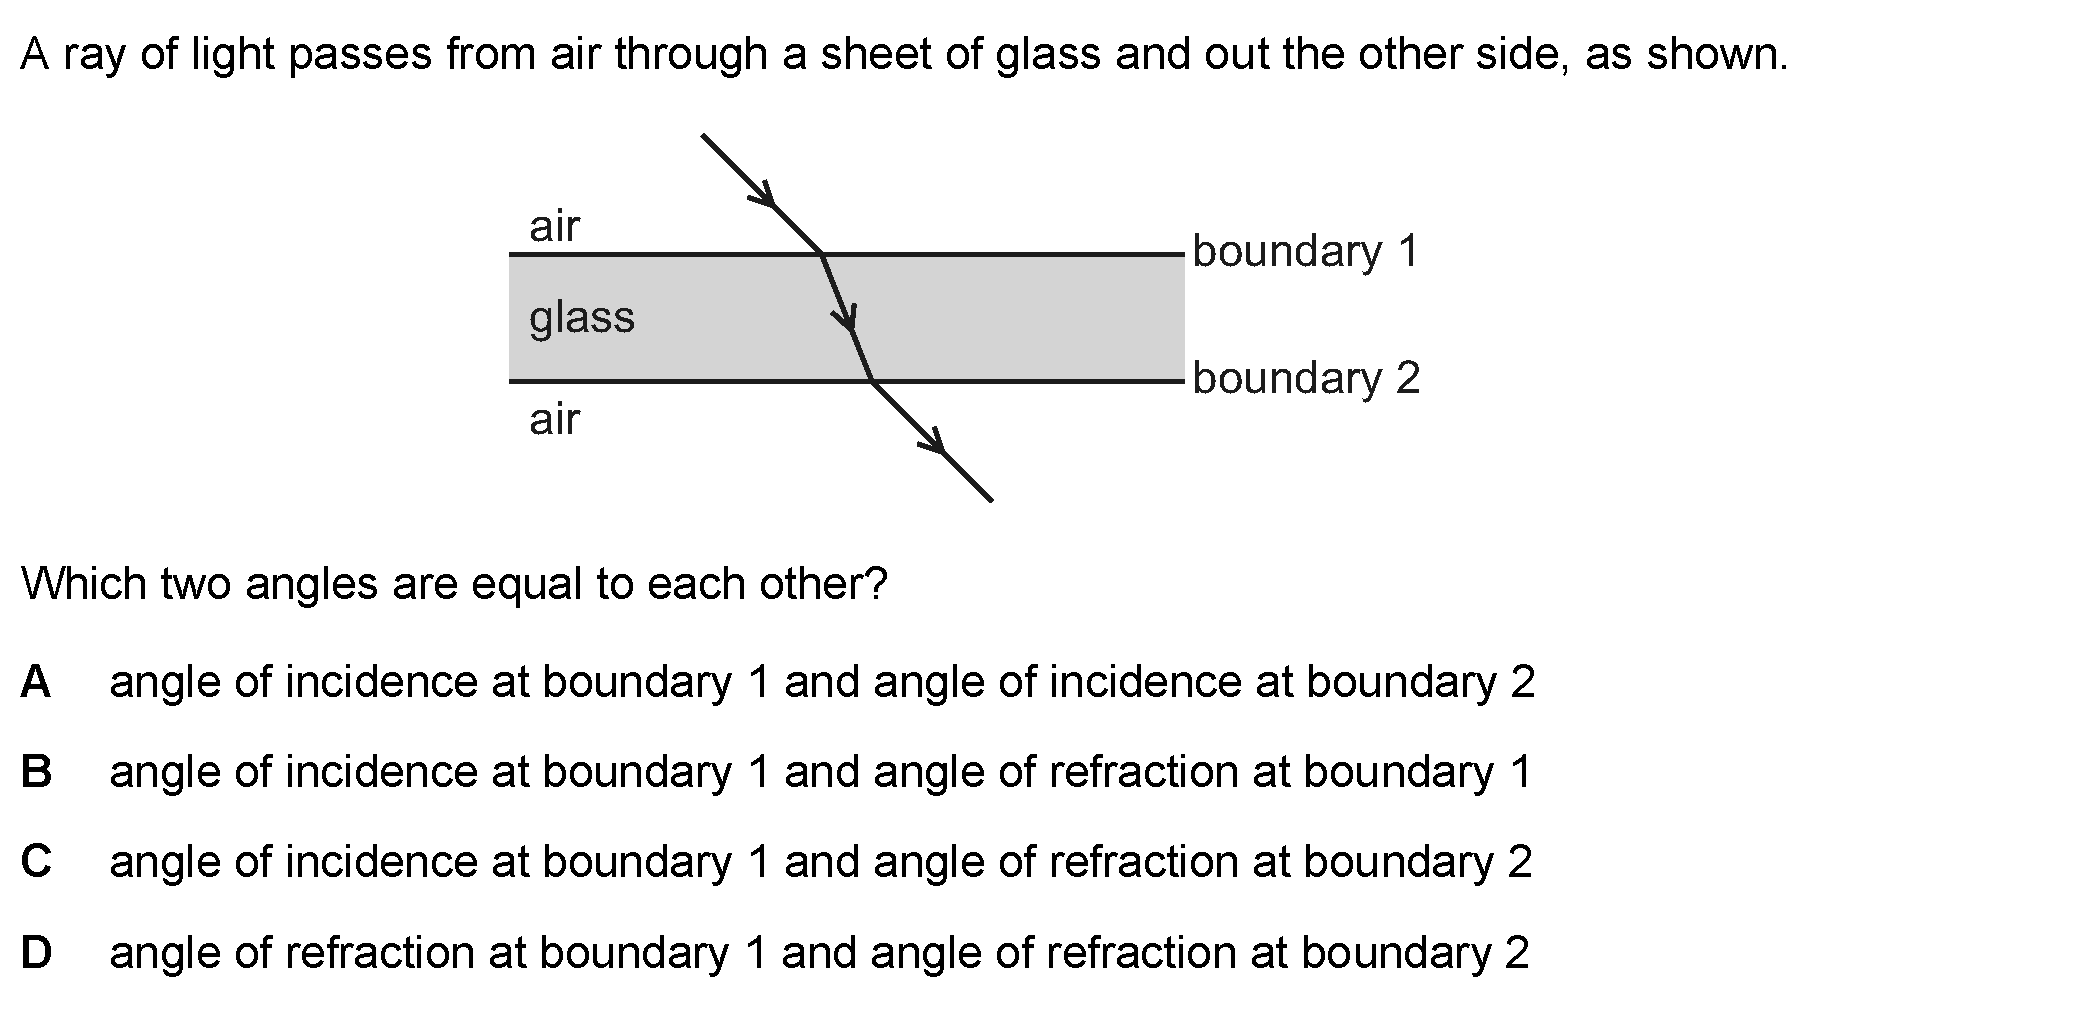 A ray of light passes from air through a sheet of glass and out the other side, as shown.
air
boundary 1
glass
boundary 2
air
Which two angles are equal to each other?
A angle of incidence at boundary 1 and angle of incidence at boundary 2
B angle of incidence at boundary 1 and angle of refraction at boundary 1
C angle of incidence at boundary 1 and angle of refraction at boundary 2
D angle of refraction at boundary 1 and angle of refraction at boundary 2